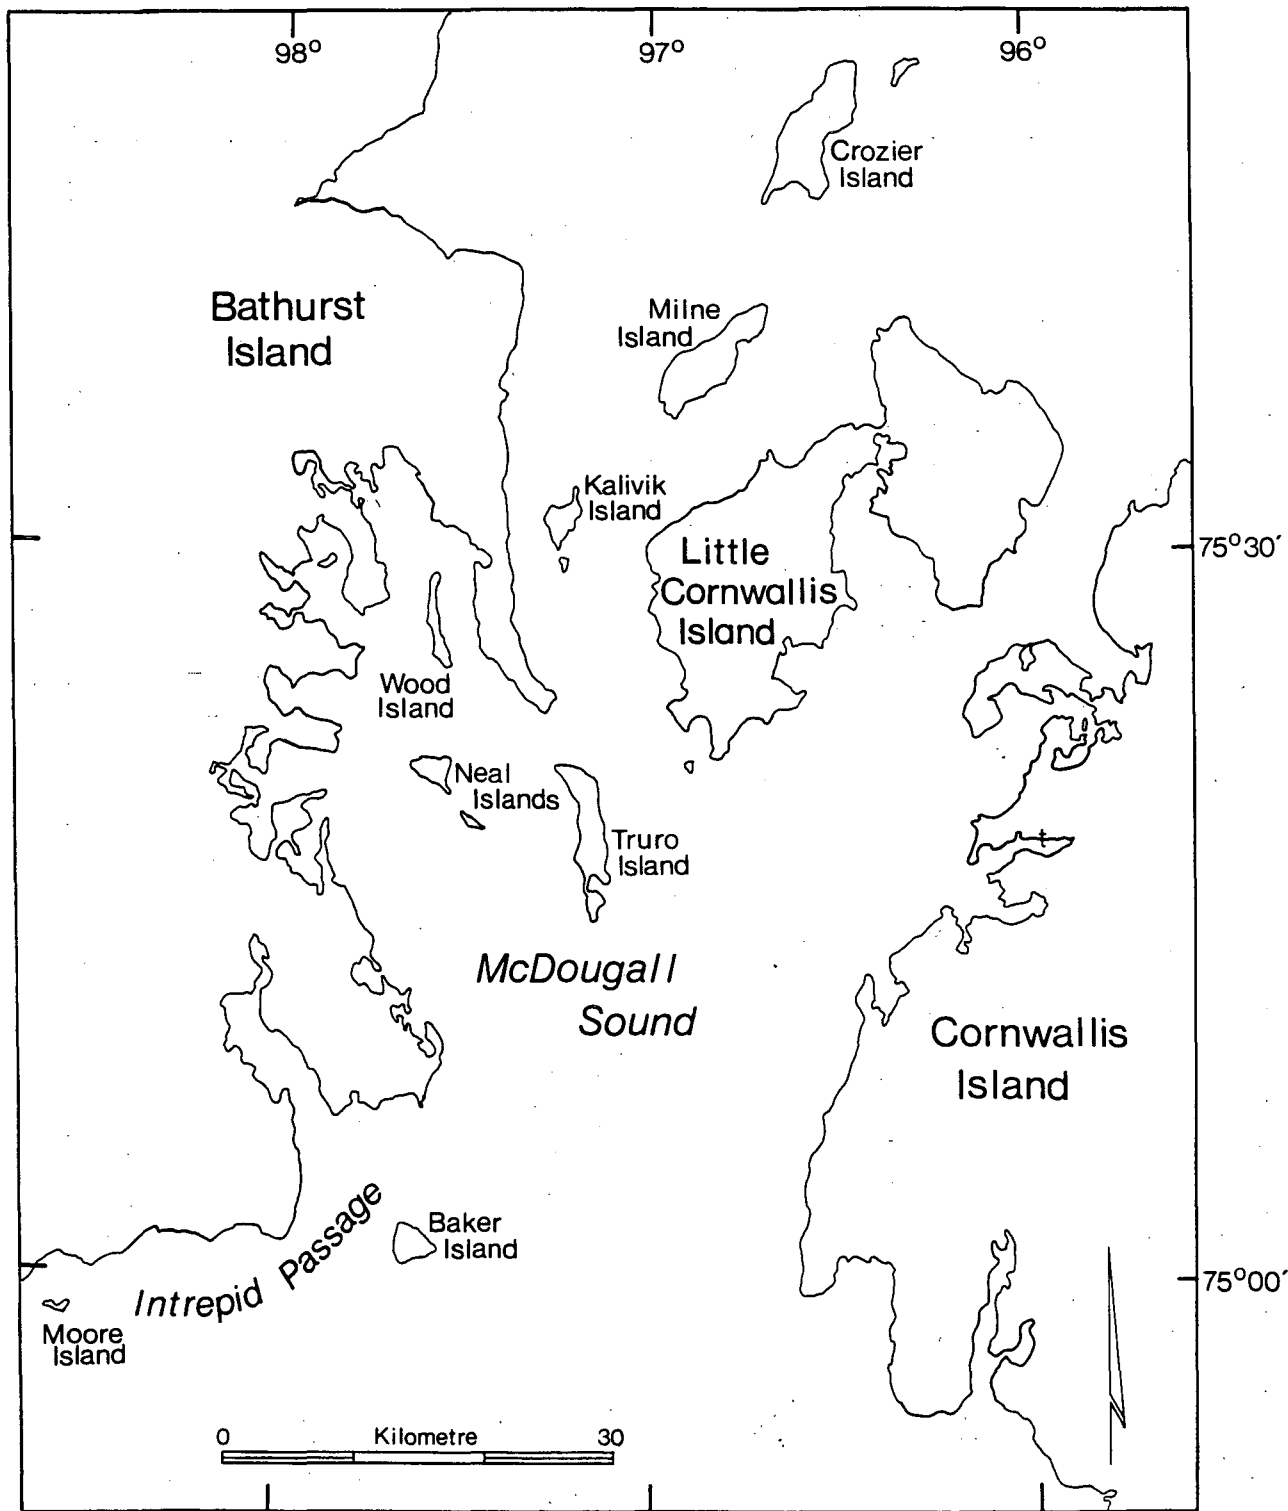 98° 97° 96°
Crozier
Island
Bathurst
Island
Milne
Island
Kalivik
Island
Little
Cornwallis
Island
75°30′
Wood
Island
Neal
Islands
Truro
Island
McDougall
Sound
Cornwallis
Island
Baker
Island
Intrepid Passage
75°00′
Moore
Island
0 Kilometre 30